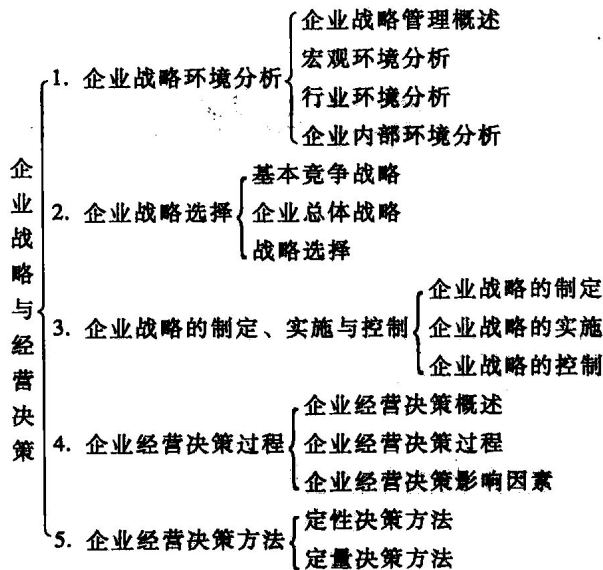 企业战略与经营决策
1. 企业战略环境分析
企业战略管理概述
宏观环境分析
行业环境分析
企业内部环境分析
2. 企业战略选择
基本竞争战略
企业总体战略
战略选择
3. 企业战略的制定、实施与控制
企业战略的制定
企业战略的实施
企业战略的控制
4. 企业经营决策过程
企业经营决策概述
企业经营决策过程
企业经营决策影响因素
5. 企业经营决策方法
定性决策方法
定量决策方法